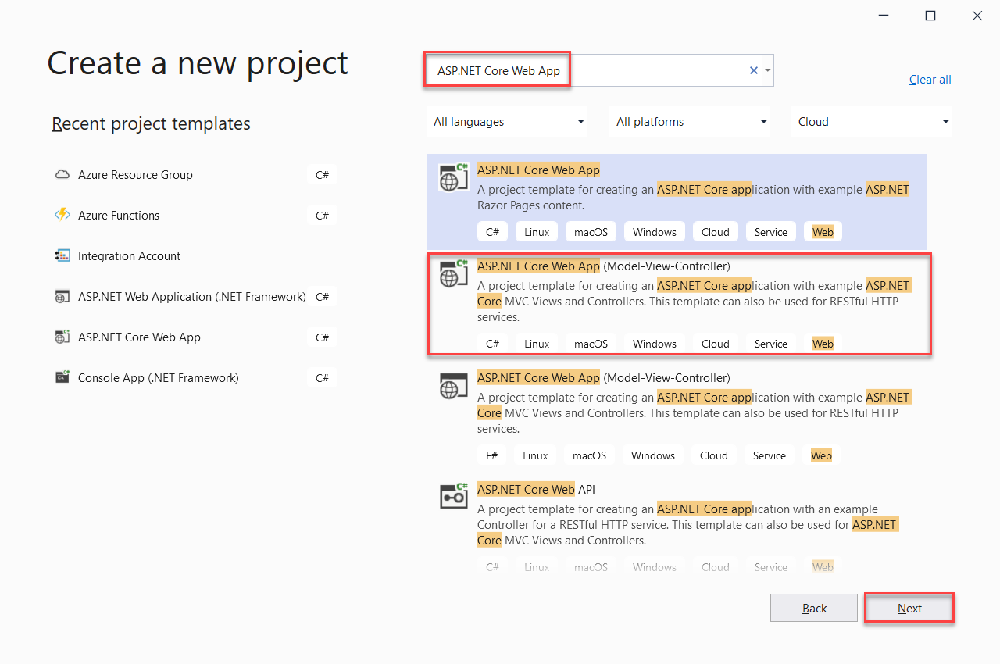 Create a new project
ASP.NET Core Web App
Clear all
Recent project templates
All languages
All platforms
Cloud
Azure Resource Group C#
Azure Functions C#
Integration Account
ASP.NET Web Application (.NET Framework) C#
ASP.NET Core Web App C#
Console App (.NET Framework) C#
C#
ASP.NET Core Web App
A project template for creating an ASP.NET Core application with example ASP.NET
Razor Pages content.
C# Linux macOS Windows Cloud Service Web
C#
ASP.NET Core Web App (Model-View-Controller)
A project template for creating an ASP.NET Core application with example ASP.NET
Core MVC Views and Controllers. This template can also be used for RESTful HTTP
services.
C# Linux macOS Windows Cloud Service Web
ASP.NET Core Web App (Model-View-Controller)
A project template for creating an ASP.NET Core application with example ASP.NET
Core MVC Views and Controllers. This template can also be used for RESTful HTTP
services.
F# Linux macOS Windows Cloud Service Web
C#
ASP.NET Core Web API
A project template for creating an ASP.NET Core application with an example
Controller for a RESTful HTTP service. This template can also be used for ASP.NET
Core MVC Views and Controllers.
C# Linux macOS Windows Cloud Service Web
Back
Next